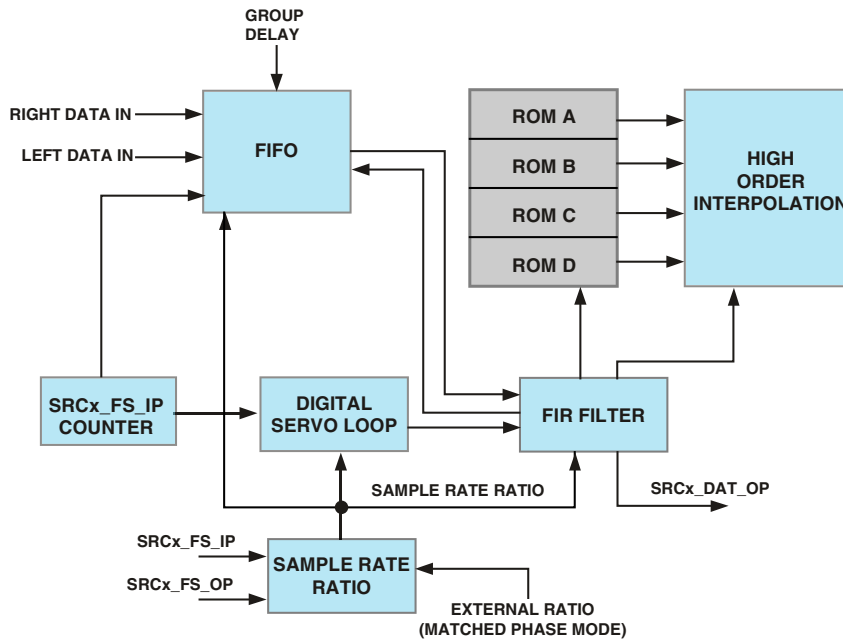 GROUP
DELAY
RIGHT DATA IN
LEFT DATA IN
FIFO
ROM A
ROM B
ROM C
ROM D
HIGH
ORDER
INTERPOLATION
SRCx_FS_IP
COUNTER
DIGITAL
SERVO LOOP
FIR FILTER
SAMPLE RATE RATIO
SRCx_DAT_OP
SRCx_FS_IP
SRCx_FS_OP
SAMPLE RATE
RATIO
EXTERNAL RATIO
(MATCHED PHASE MODE)